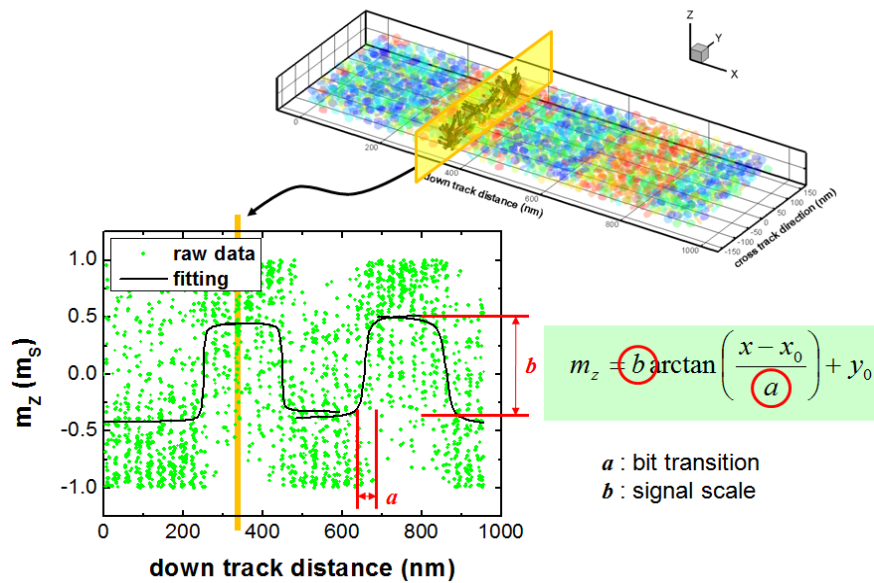 Z
Y
X
0
200
400
600
800
1000
down track distance (nm)
150
100
50
0
-50
-100
-150
cross track direction (nm)
raw data
fitting
1.0
0.5
0.0
-0.5
-1.0
m_Z (m_S)
0 200 400 600 800 1000
down track distance (nm)
b
a
m_z = b arctan((x − x_0)/a) + y_0
a : bit transition
b : signal scale